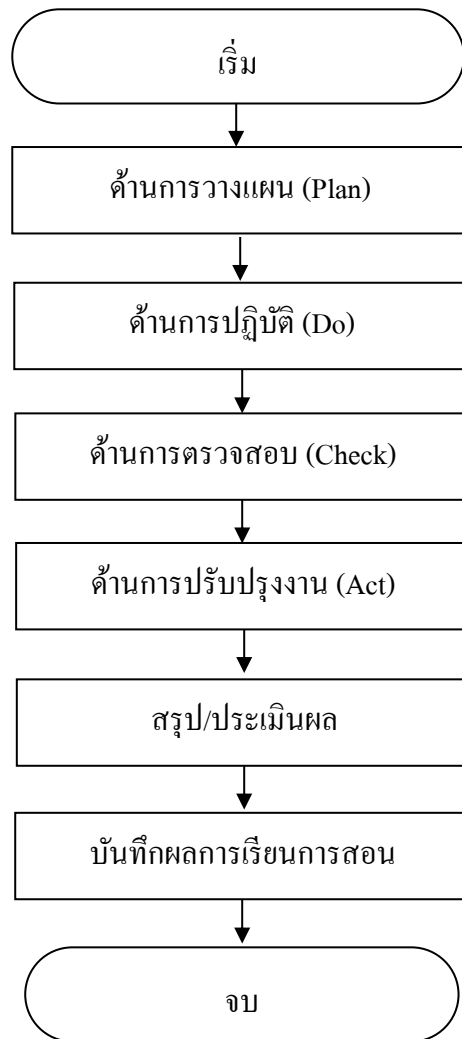 เริ่ม
ด้านการวางแผน (Plan)
ด้านการปฏิบัติ (Do)
ด้านการตรวจสอบ (Check)
ด้านการปรับปรุงงาน (Act)
สรุป/ประเมินผล
บันทึกผลการเรียนการสอน
จบ